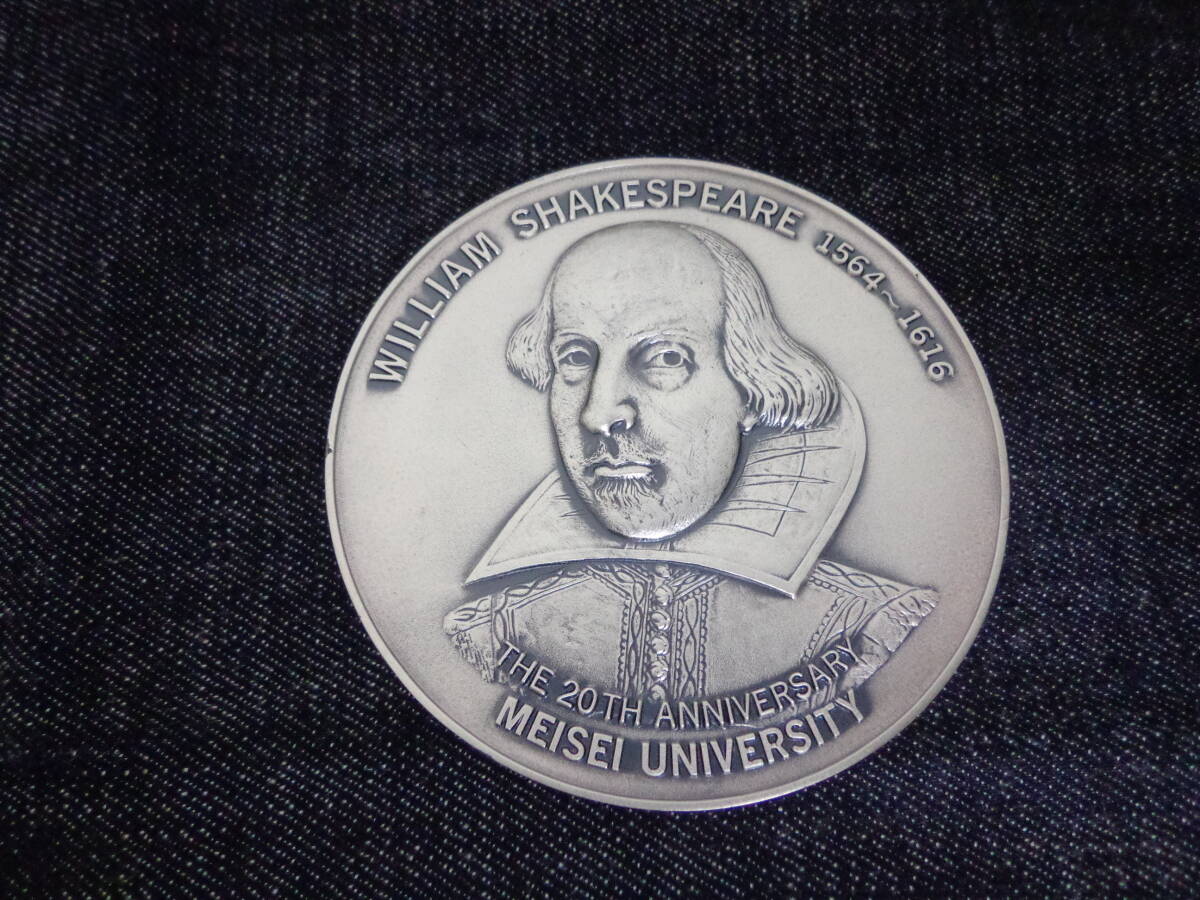 WILLIAM SHAKESPEARE 1564~1616
THE 20TH ANNIVERSARY
MEISEI UNIVERSITY